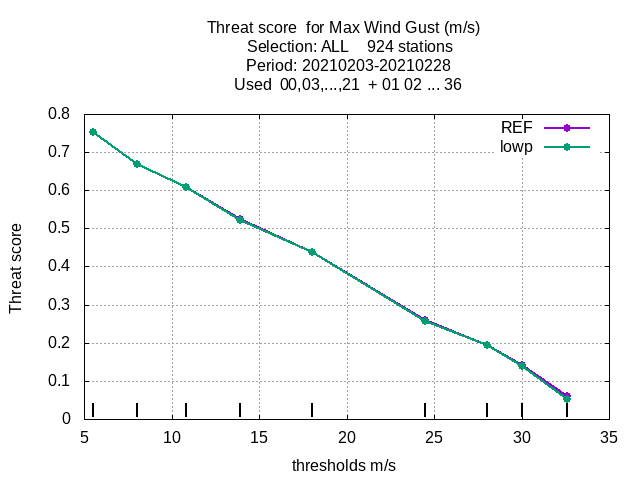 Threat score  for Max Wind Gust (m/s)
Selection: ALL    924 stations
Period: 20210203-20210228
Used  00,03,...,21  + 01 02 ... 36
REF
lowp
0.8
0.7
0.6
0.5
0.4
0.3
0.2
0.1
0
Threat score
5 10 15 20 25 30 35
thresholds m/s